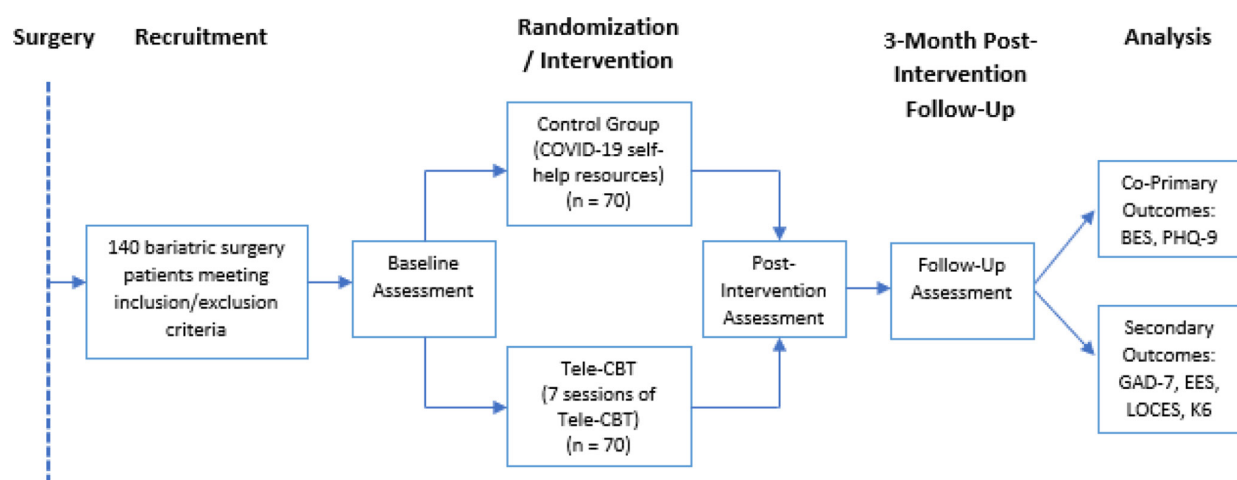 Surgery
Recruitment
Randomization
/ Intervention
3-Month Post-
Intervention
Follow-Up
Analysis
140 bariatric surgery
patients meeting
inclusion/exclusion
criteria
Baseline
Assessment
Control Group
(COVID-19 self-
help resources)
(n = 70)
Tele-CBT
(7 sessions of
Tele-CBT)
(n = 70)
Post-
Intervention
Assessment
Follow-Up
Assessment
Co-Primary
Outcomes:
BES, PHQ-9
Secondary
Outcomes:
GAD-7, EES,
LOCES, K6